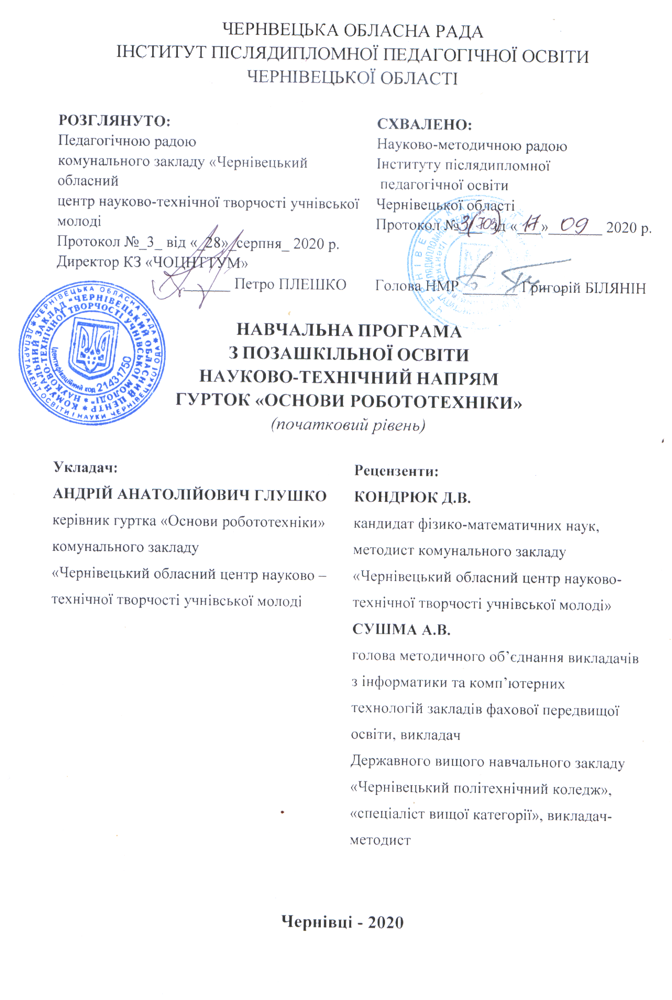 ЧЕРНВЕЦЬКА ОБЛАСНА РАДА
ІНСТИТУТ ПІСЛЯДИПЛОМНОЇ ПЕДАГОГІЧНОЇ ОСВІТИ
ЧЕРНІВЕЦЬКОЇ ОБЛАСТІ
РОЗГЛЯНУТО:
Педагогічною радою
комунального закладу «Чернівецький
обласний
центр науково-технічної творчості учнівської
молоді
Протокол №_3_ від «_28»_серпня_ 2020 р.
Директор КЗ «ЧОЦНТТУМ»
______ Петро ПЛЕШКО
СХВАЛЕНО:
Науково-методичною радою
Інституту післядипломної
педагогічної освіти
Чернівецької області
Протокол №3(703) від «17» 09 2020 р.
Голова НМР _______ Григорій БІЛЯНІН
ЧЕРНІВЕЦЬКА ОБЛАСНА РАДА * ДЕПАРТАМЕНТ ОСВІТИ І НАУКИ ЧЕРНІВЕЦЬКОЇ ОДА
* КОМУНАЛЬНИЙ ЗАКЛАД "ЧЕРНІВЕЦЬКИЙ ОБЛАСНИЙ ЦЕНТР
* НАУКОВО-ТЕХНІЧНОЇ ТВОРЧОСТІ УЧНІВСЬКОЇ МОЛОДІ"
Ідентифікаційний код 21431750
НАВЧАЛЬНА ПРОГРАМА
З ПОЗАШКІЛЬНОЇ ОСВІТИ
НАУКОВО-ТЕХНІЧНИЙ НАПРЯМ
ГУРТОК «ОСНОВИ РОБОТОТЕХНІКИ»
(початковий рівень)
Укладач:
АНДРІЙ АНАТОЛІЙОВИЧ ГЛУШКО
керівник гуртка «Основи робототехніки»
комунального закладу
«Чернівецький обласний центр науково –
технічної творчості учнівської молоді
Рецензенти:
КОНДРЮК Д.В.
кандидат фізико-математичних наук,
методист комунального закладу
«Чернівецький обласний центр науково-
технічної творчості учнівської молоді»
СУШМА А.В.
голова методичного об’єднання викладачів
з інформатики та комп’ютерних
технологій закладів фахової передвищої
освіти, викладач
Державного вищого навчального закладу
«Чернівецький політехнічний коледж»,
«спеціаліст вищої категорії», викладач-
методист
Чернівці - 2020